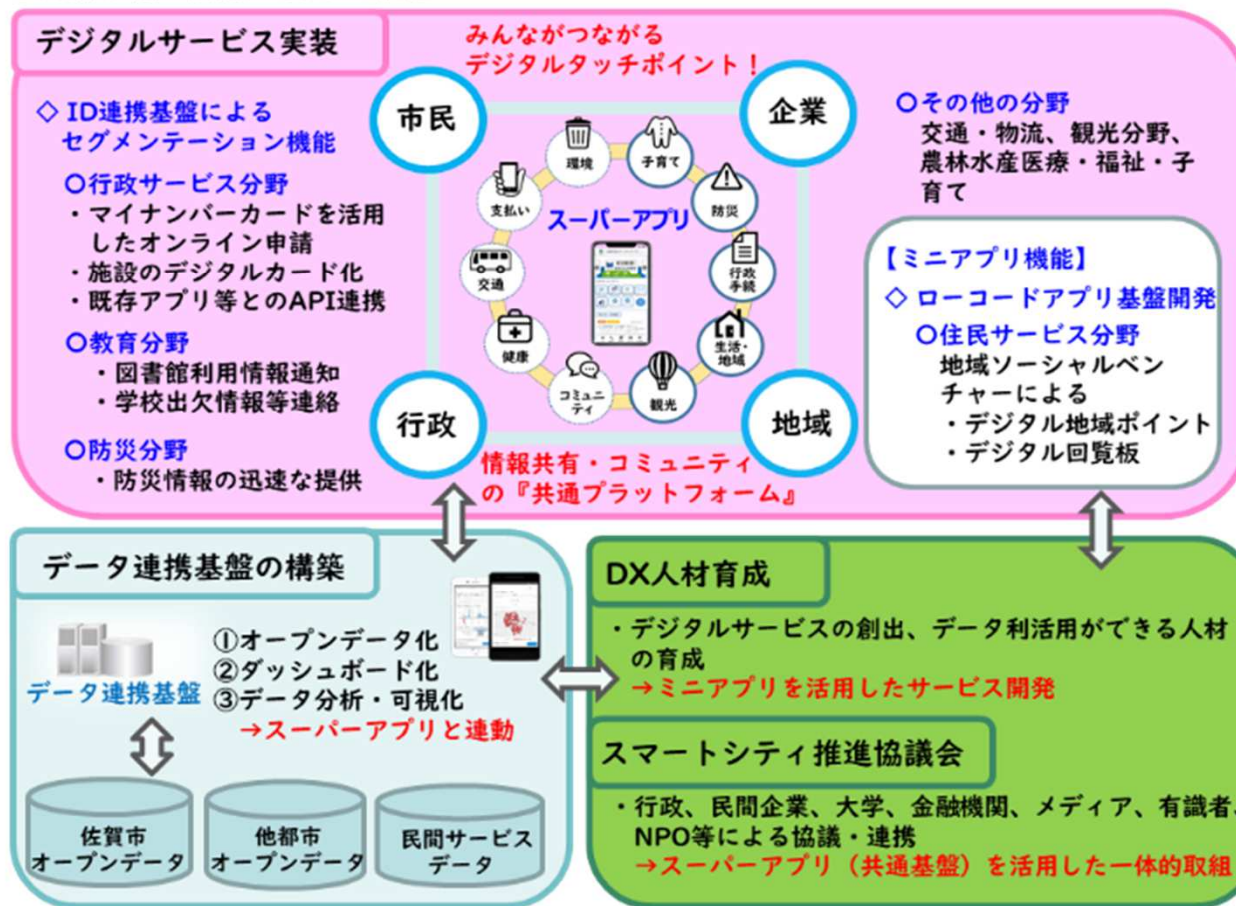 デジタルサービス実装
みんながつながる
デジタルタッチポイント！
◇ ID連携基盤による
セグメンテーション機能
○行政サービス分野
・マイナンバーカードを活用
したオンライン申請
・施設のデジタルカード化
・既存アプリ等とのAPI連携
○教育分野
・図書館利用情報通知
・学校出欠情報等連絡
○防災分野
・防災情報の迅速な提供
市民
企業
行政
地域
スーパーアプリ
環境
子育て
防災
行政
手続
生活・
地域
観光
コミュニ
ティ
健康
交通
支払い
情報共有・コミュニティ
の『共通プラットフォーム』
○その他の分野
交通・物流、観光分野、
農林水産医療・福祉・子
育て
【ミニアプリ機能】
◇ ローコードアプリ基盤開発
○住民サービス分野
地域ソーシャルベン
チャーによる
・デジタル地域ポイント
・デジタル回覧板
データ連携基盤の構築
データ連携基盤
①オープンデータ化
②ダッシュボード化
③データ分析・可視化
→スーパーアプリと連動
佐賀市
オープンデータ
他都市
オープンデータ
民間サービス
データ
DX人材育成
・デジタルサービスの創出、データ利活用ができる人材
の育成
→ミニアプリを活用したサービス開発
スマートシティ推進協議会
・行政、民間企業、大学、金融機関、メディア、有識者、
NPO等による協議・連携
→スーパーアプリ（共通基盤）を活用した一体的取組